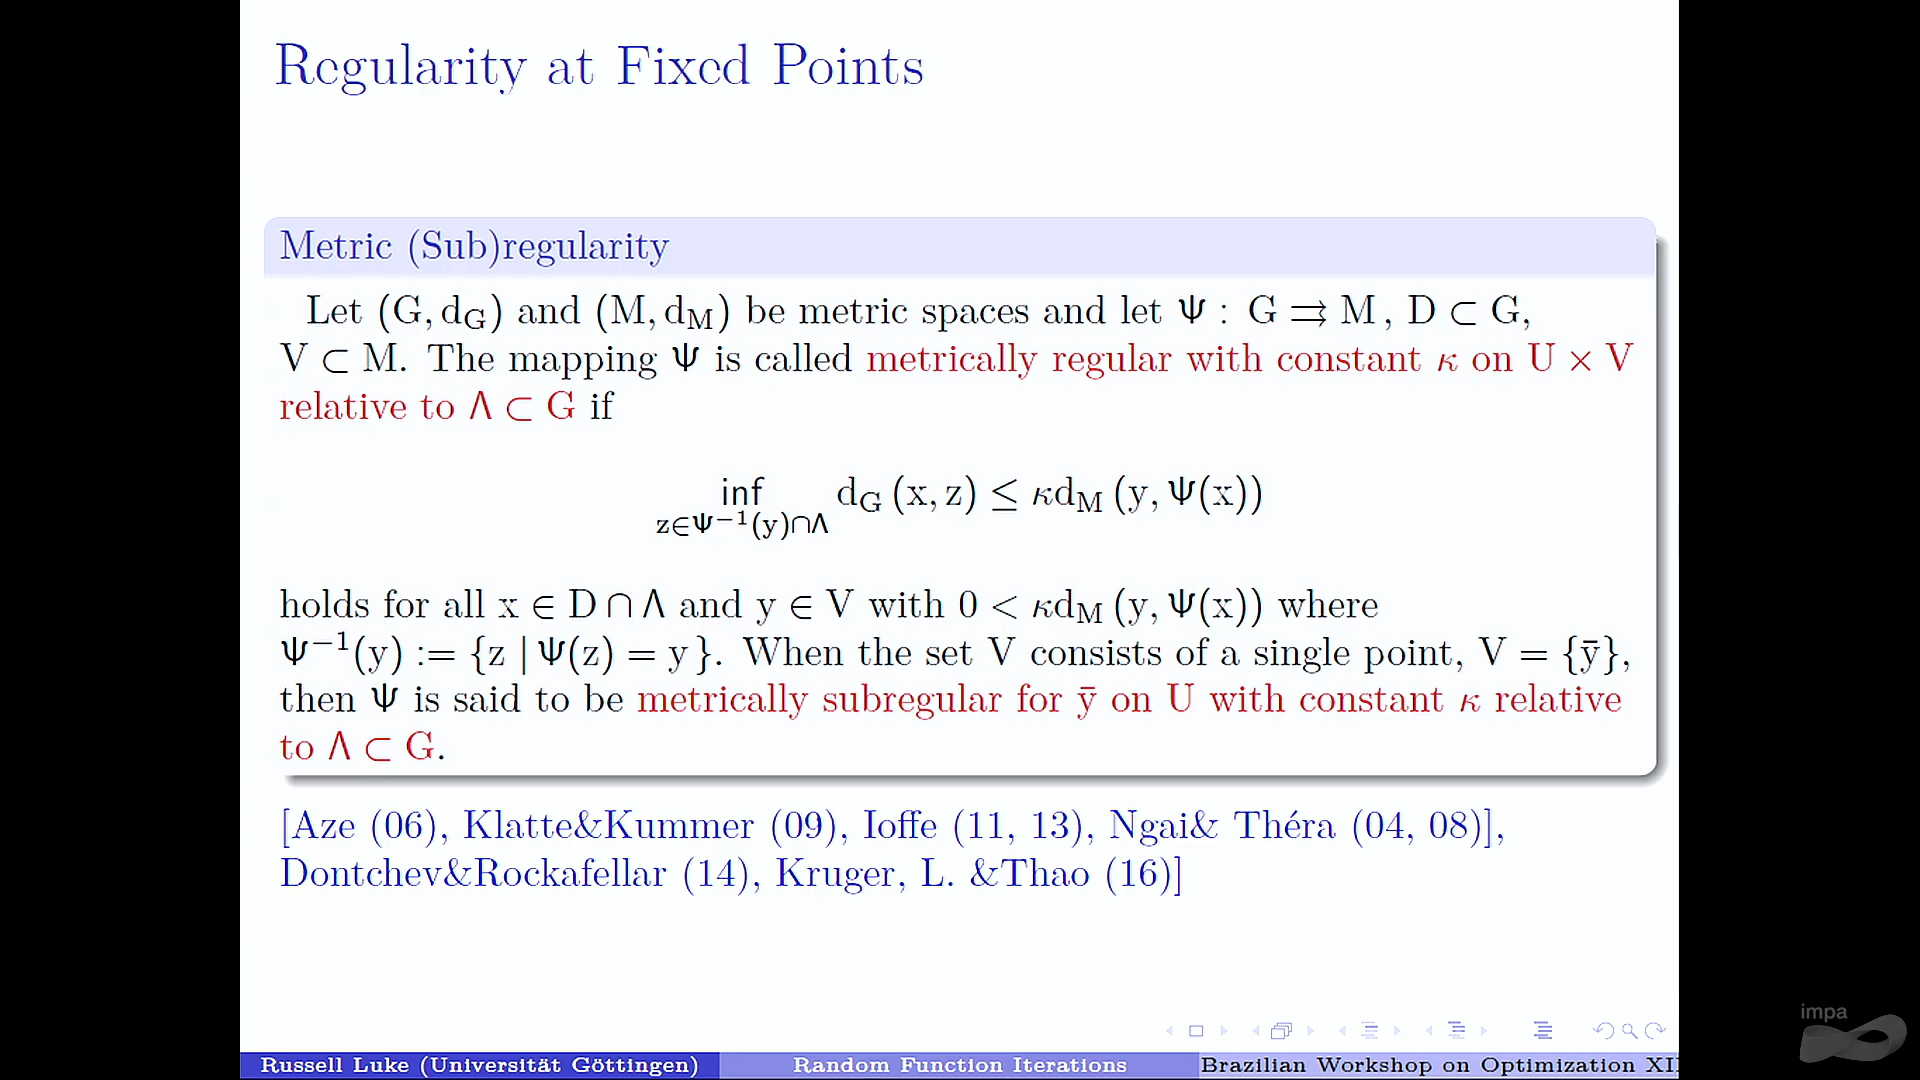 Regularity at Fixed Points
Metric (Sub)regularity
Let (G, d_G) and (M, d_M) be metric spaces and let Ψ : G ⇉ M, D ⊂ G,
V ⊂ M. The mapping Ψ is called metrically regular with constant κ on U × V
relative to Λ ⊂ G if
inf_{z∈Ψ⁻¹(y)∩Λ} d_G (x, z) ≤ κd_M (y, Ψ(x))
holds for all x ∈ D ∩ Λ and y ∈ V with 0 < κd_M (y, Ψ(x)) where
Ψ⁻¹(y) := {z | Ψ(z) = y}. When the set V consists of a single point, V = {ȳ},
then Ψ is said to be metrically subregular for ȳ on U with constant κ relative
to Λ ⊂ G.
[Aze (06), Klatte&Kummer (09), Ioffe (11, 13), Ngai& Théra (04, 08)],
Dontchev&Rockafellar (14), Kruger, L. &Thao (16)]
impa
Russell Luke (Universität Göttingen) Random Function Iterations Brazilian Workshop on Optimization